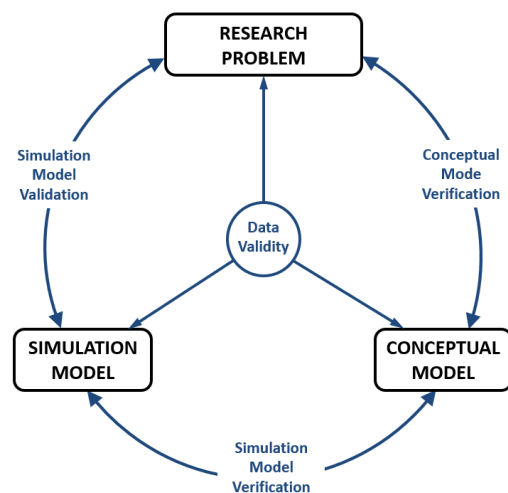 RESEARCH
PROBLEM
Simulation
Model
Validation
Conceptual
Mode
Verification
Data
Validity
SIMULATION
MODEL
CONCEPTUAL
MODEL
Simulation
Model
Verification